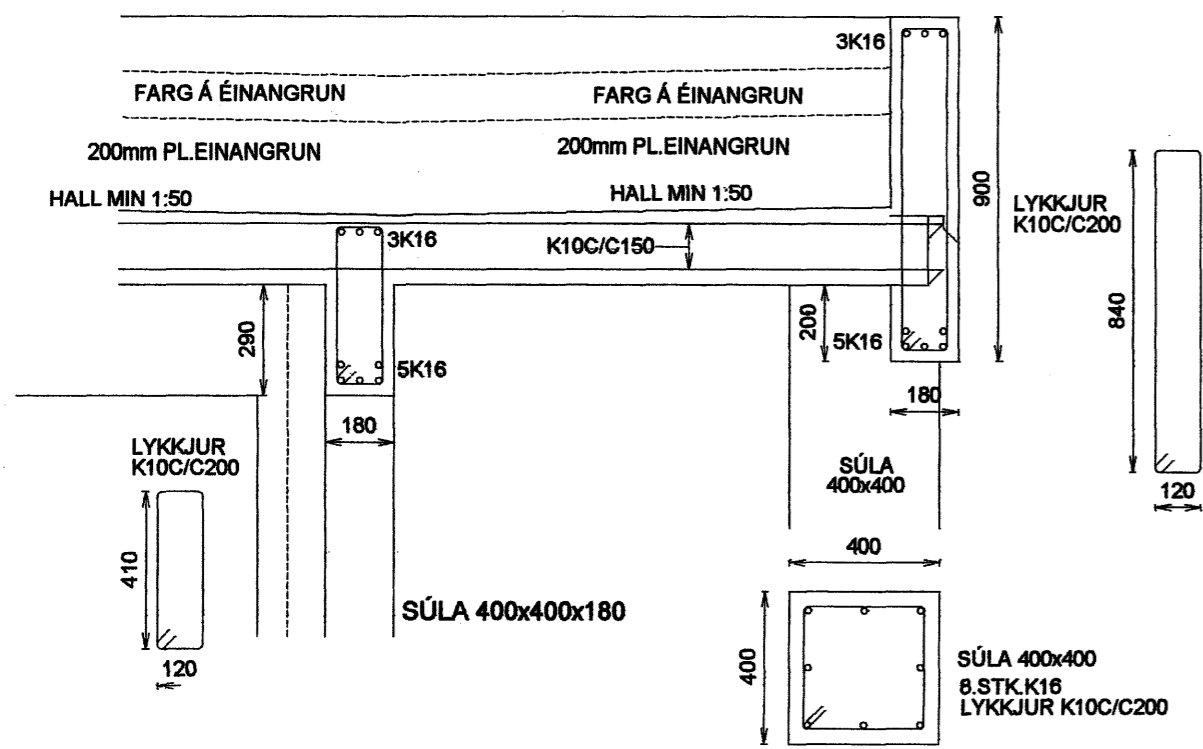 3K16
FARG Á ÉINANGRUN
FARG Á ÉINANGRUN
200mm PL.EINANGRUN
200mm PL.EINANGRUN
HALL MIN 1:50
HALL MIN 1:50
900
LYKKJUR
K10C/C200
3K16
K10C/C150
840
290
200
5K16
5K16
180
180
LYKKJUR
K10C/C200
SÚLA
400x400
120
410
400
SÚLA 400x400x180
120
400
SÚLA 400x400
8.STK.K16
LYKKJUR K10C/C200